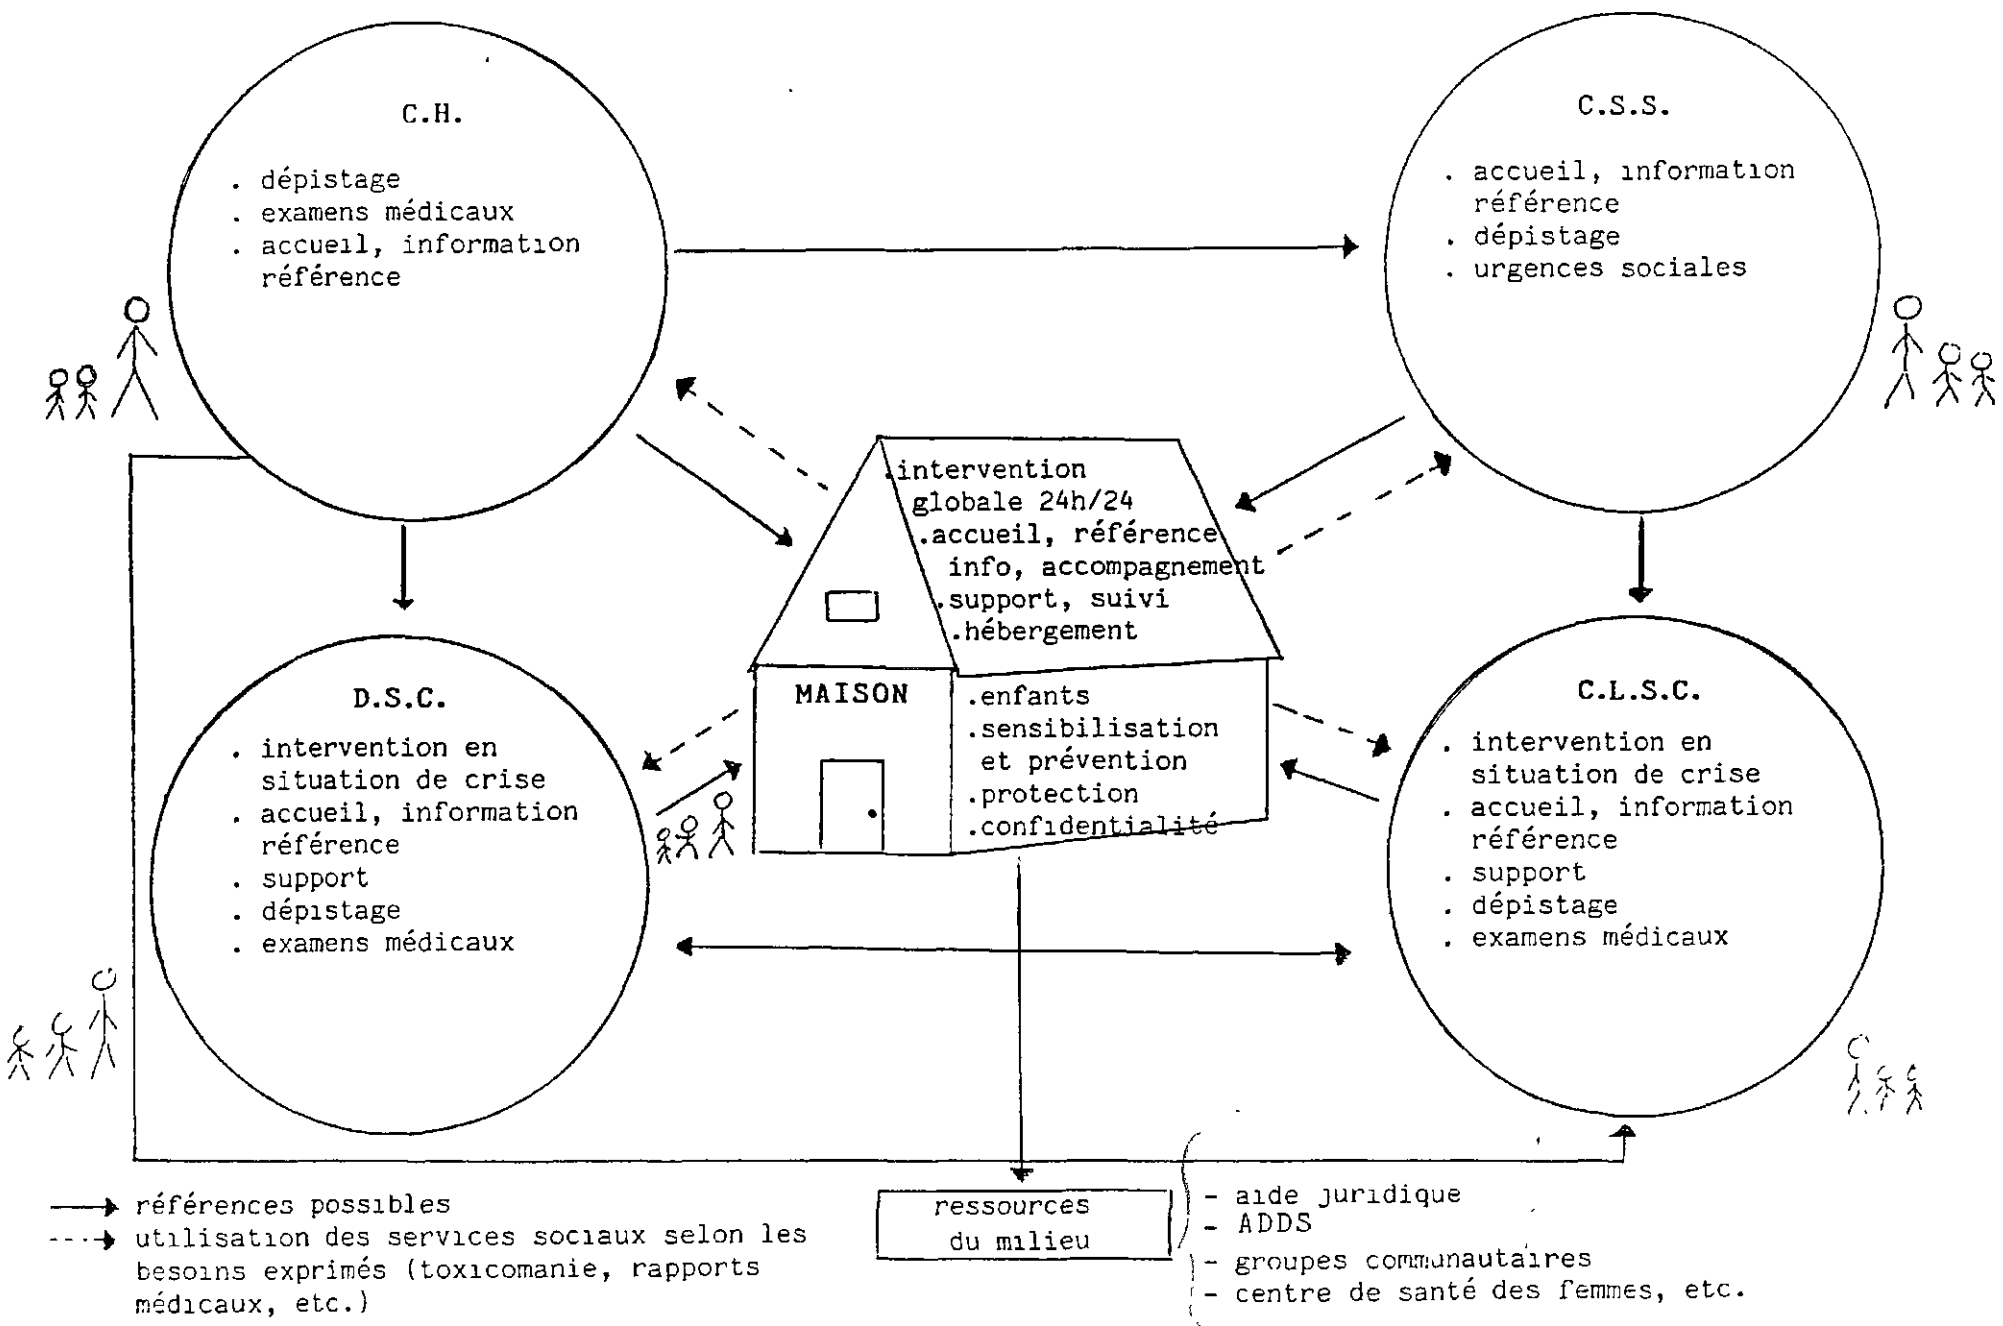 C.H.
. dépistage
. examens médicaux
. accueil, information
référence
C.S.S.
. accueil, information
référence
. dépistage
. urgences sociales
.intervention
globale 24h/24
.accueil, référence
info, accompagnement
.support, suivi
.hébergement
MAISON
.enfants
.sensibilisation
et prévention
.protection
.confidentialité
D.S.C.
. intervention en
situation de crise
. accueil, information
référence
. support
. dépistage
. examens médicaux
C.L.S.C.
. intervention en
situation de crise
. accueil, information
référence
. support
. dépistage
. examens médicaux
références possibles
utilisation des services sociaux selon les
besoins exprimés (toxicomanie, rapports
médicaux, etc.)
ressources
du milieu
- aide juridique
- ADDS
- groupes communautaires
- centre de santé des femmes, etc.